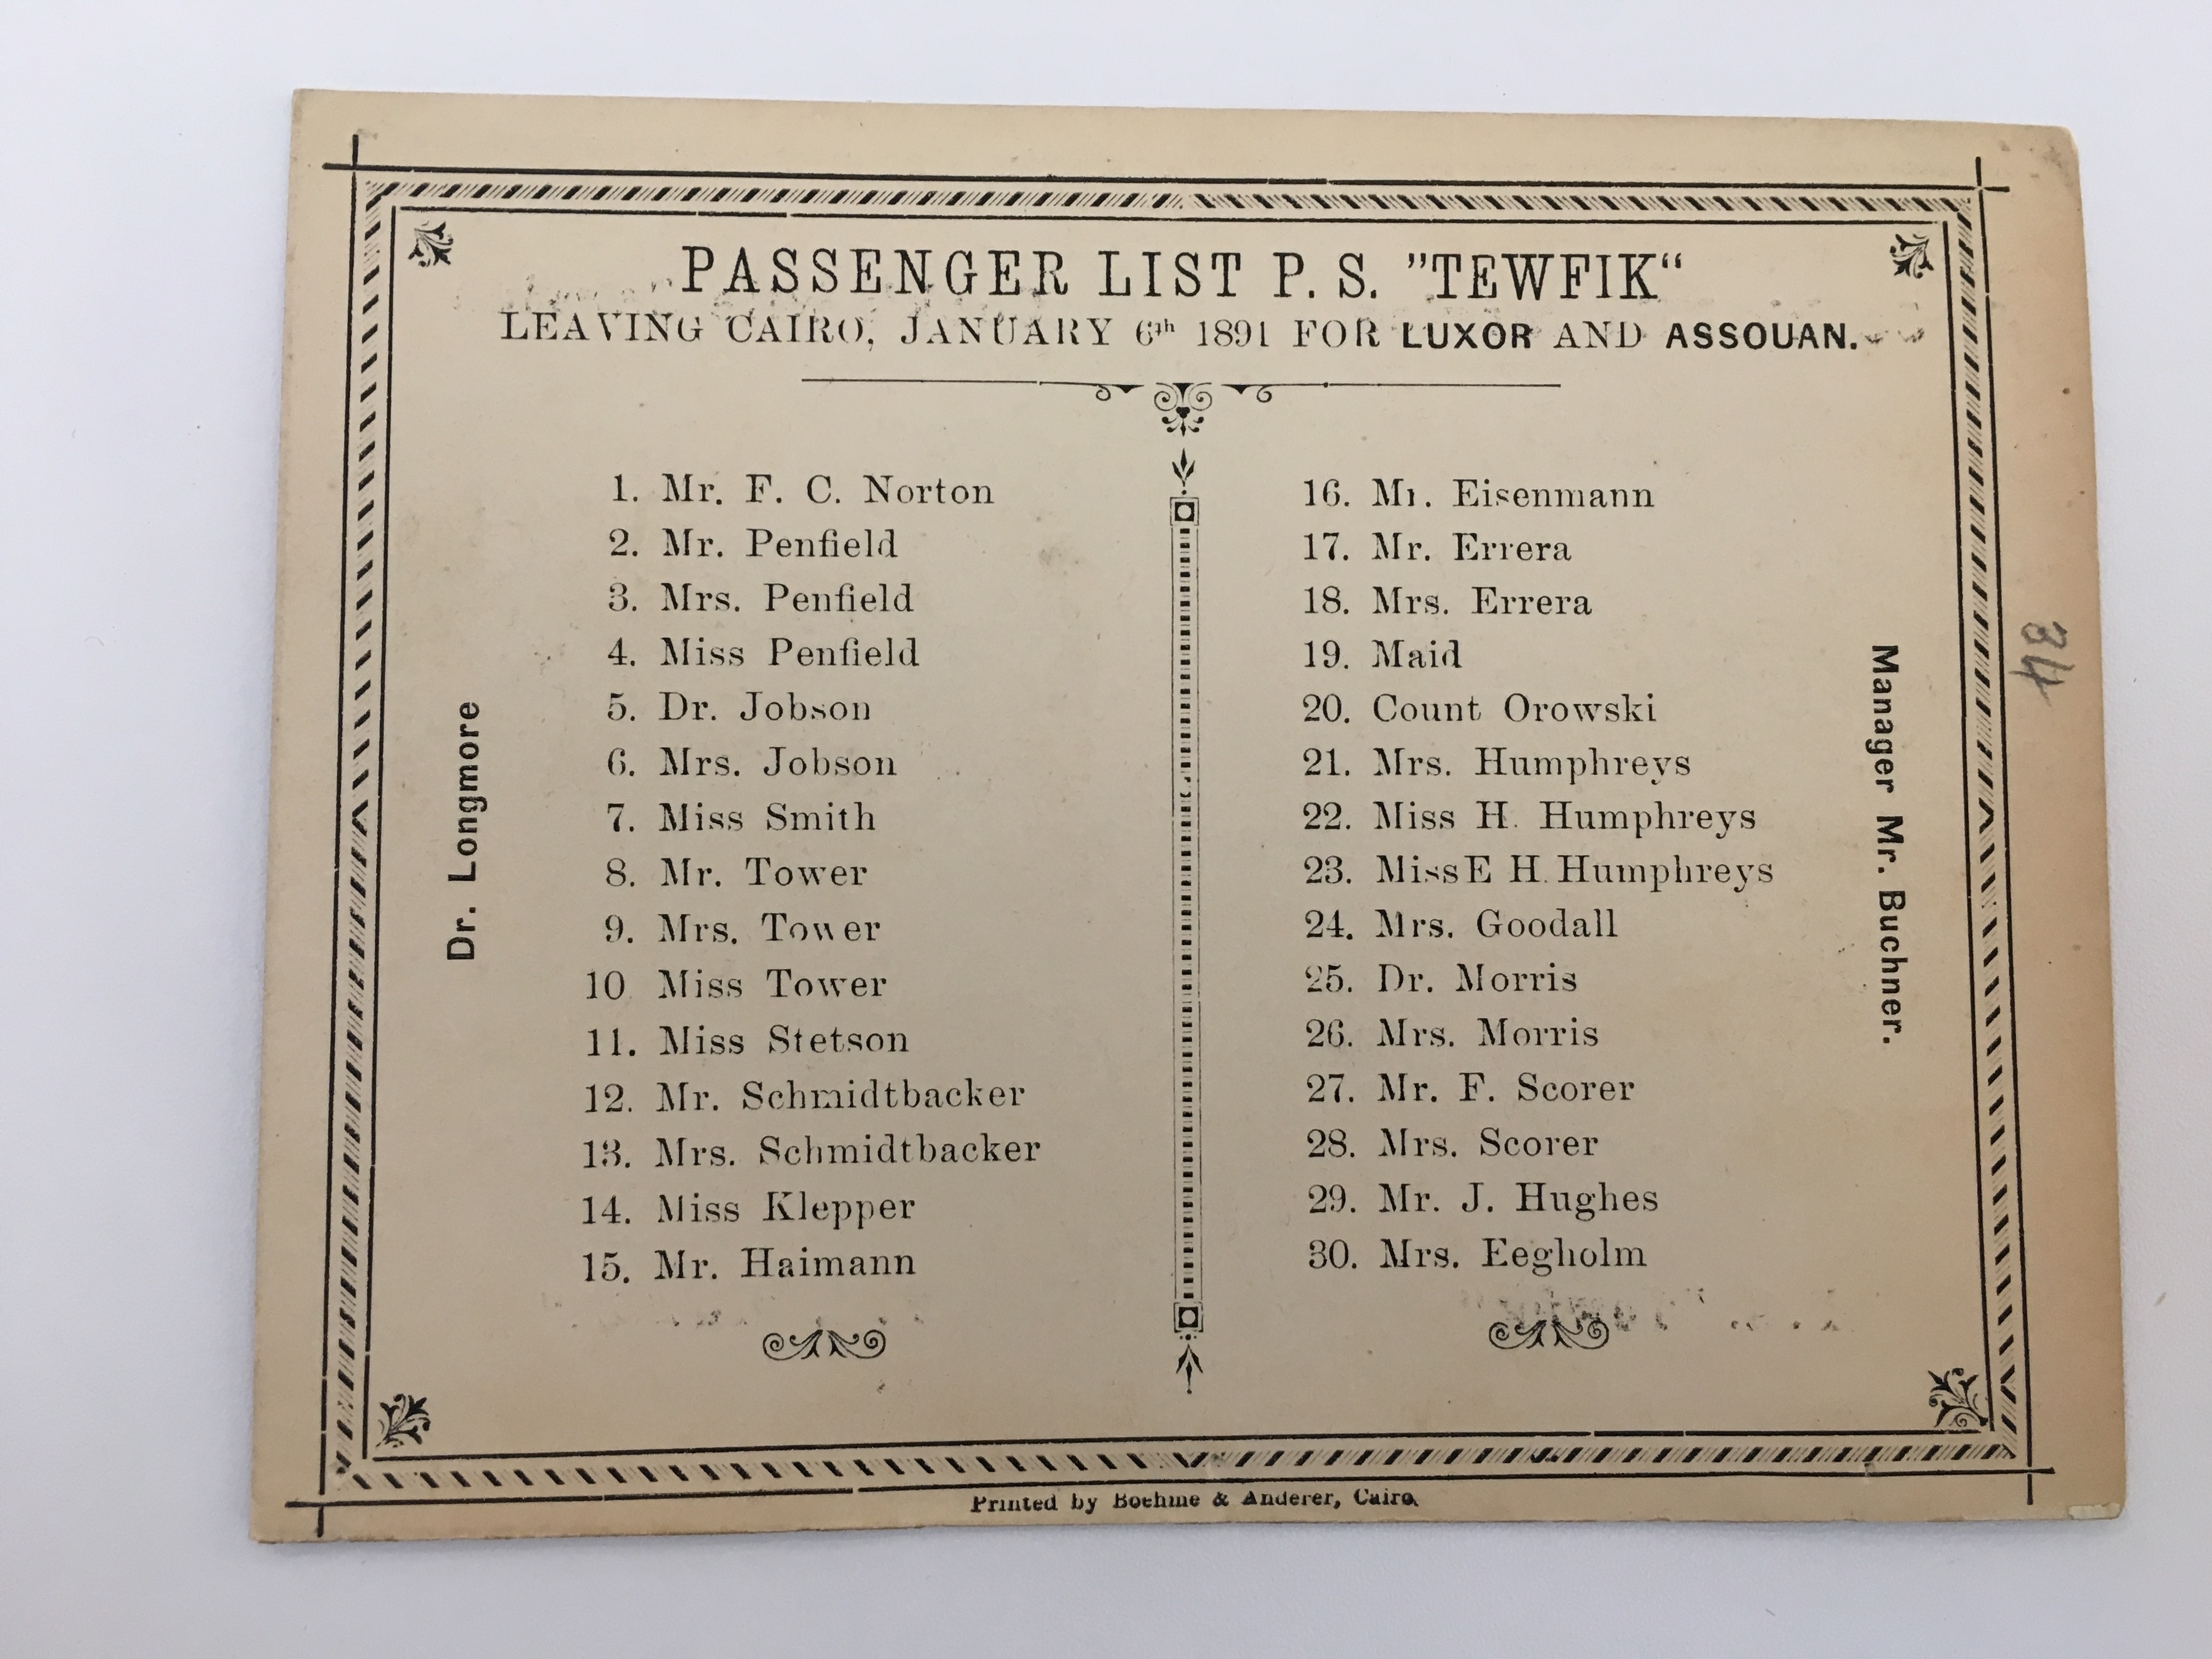 PASSENGER LIST P. S. "TEWFIK"
LEAVING CAIRO, JANUARY 6th 1891 FOR LUXOR AND ASSOUAN.
Dr. Longmore
1. Mr. F. C. Norton
2. Mr. Penfield
3. Mrs. Penfield
4. Miss Penfield
5. Dr. Jobson
6. Mrs. Jobson
7. Miss Smith
8. Mr. Tower
9. Mrs. Tower
10 Miss Tower
11. Miss Stetson
12. Mr. Schmidtbacker
13. Mrs. Schmidtbacker
14. Miss Klepper
15. Mr. Haimann
16. Mr. Eisenmann
17. Mr. Errera
18. Mrs. Errera
19. Maid
20. Count Orowski
21. Mrs. Humphreys
22. Miss H. Humphreys
23. Miss E H. Humphreys
24. Mrs. Goodall
25. Dr. Morris
26. Mrs. Morris
27. Mr. F. Scorer
28. Mrs. Scorer
29. Mr. J. Hughes
30. Mrs. Eegholm
Manager Mr. Buchner.
34
Printed by Boehme & Anderer, Cairo.